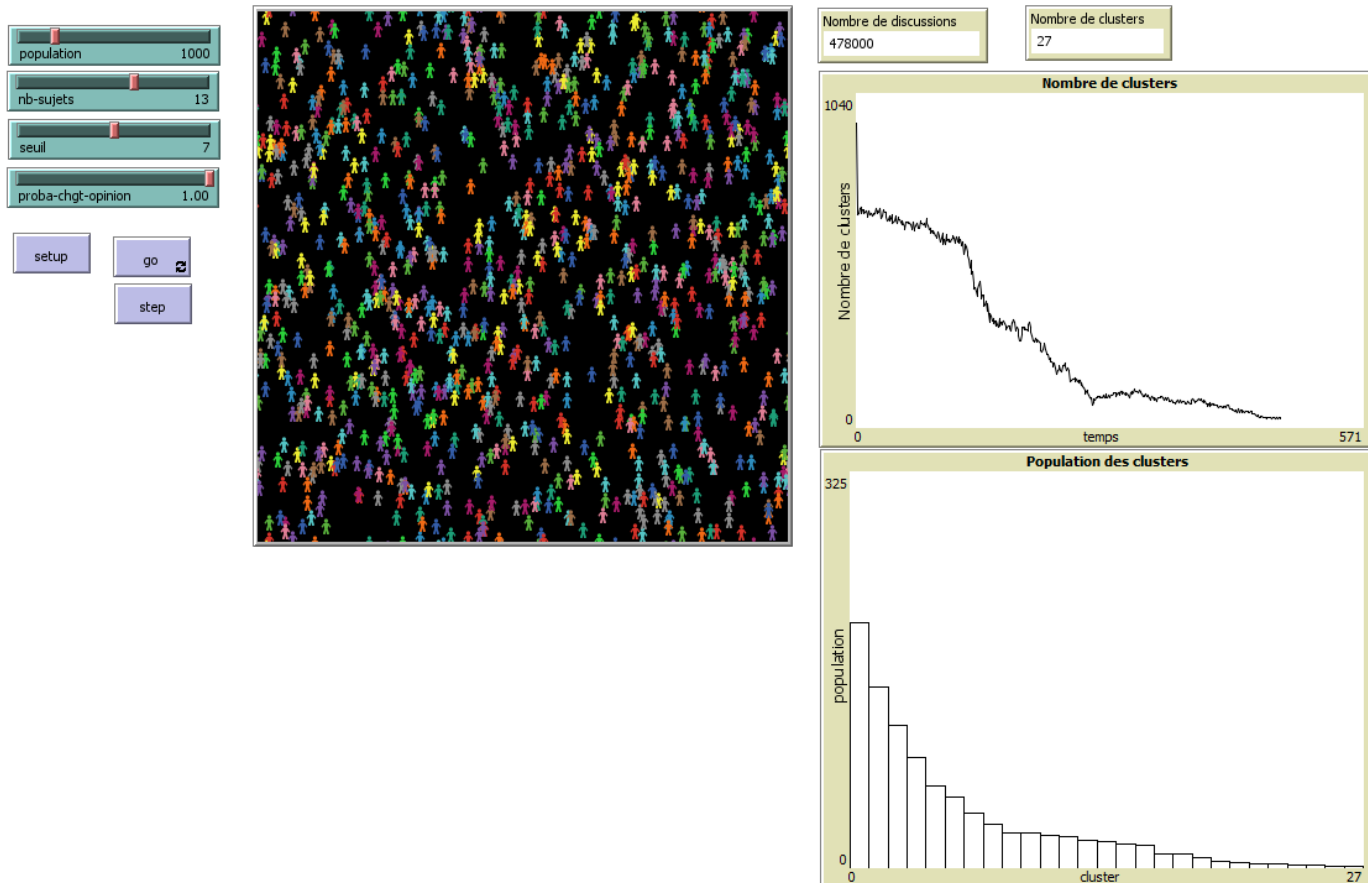 population 1000
nb-sujets 13
seuil 7
proba-chgt-opinion 1.00
setup
go
step
Nombre de discussions
478000
Nombre de clusters
27
Nombre de clusters
1040
Nombre de clusters
0
0 temps 571
Population des clusters
325
population
0
0 cluster 27